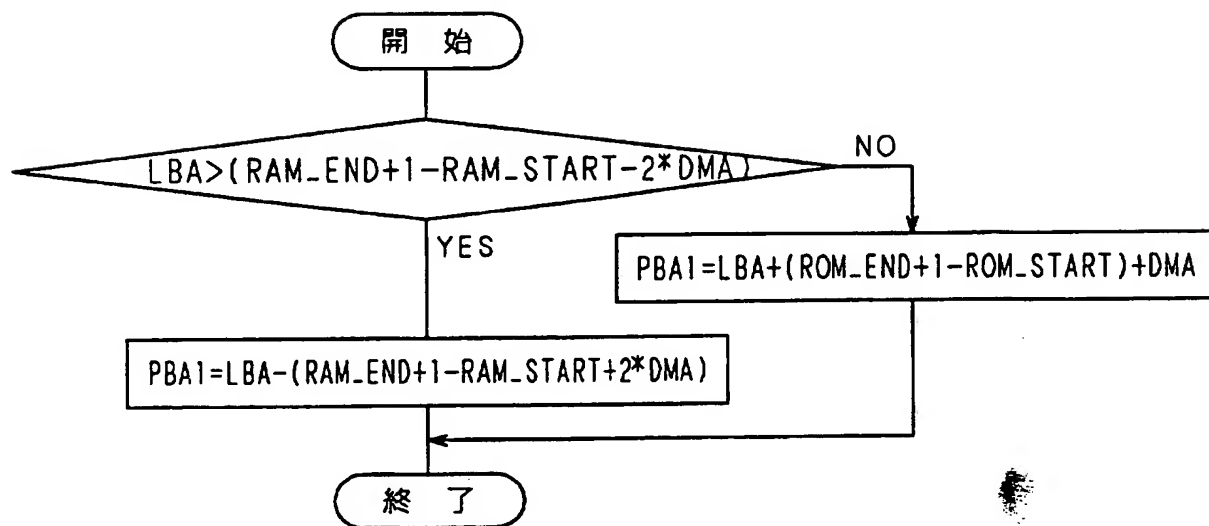 開始
LBA>(RAM_END+1-RAM_START-2*DMA)
NO
YES
PBA1=LBA+(ROM_END+1-ROM_START)+DMA
PBA1=LBA-(RAM_END+1-RAM_START+2*DMA)
終了